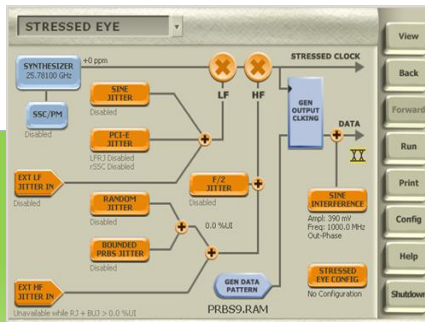 STRESSED EYE
SYNTHESIZER
25.78100 GHz
+0 ppm
STRESSED CLOCK
SSC/PM
Disabled
SINE
JITTER
Disabled
LF
HF
PCI-E
JITTER
LFRJ Disabled
rSSC Disabled
GEN
OUTPUT
CLKING
DATA
EXT LF
JITTER IN
Disabled
F/2
JITTER
Disabled
RANDOM
JITTER
Disabled
0.0 %UI
SINE
INTERFERENCE
Ampl: 390 mV
Freq: 1000.0 MHz
Out-Phase
BOUNDED
PRBS JITTER
Disabled
EXT HF
JITTER IN
Unavailable while RJ + BUJ > 0.0 %UI
GEN DATA
PATTERN
PRBS9.RAM
STRESSED
EYE CONFIG
No Configuration
View
Back
Forward
Run
Print
Config
Help
Shutdown